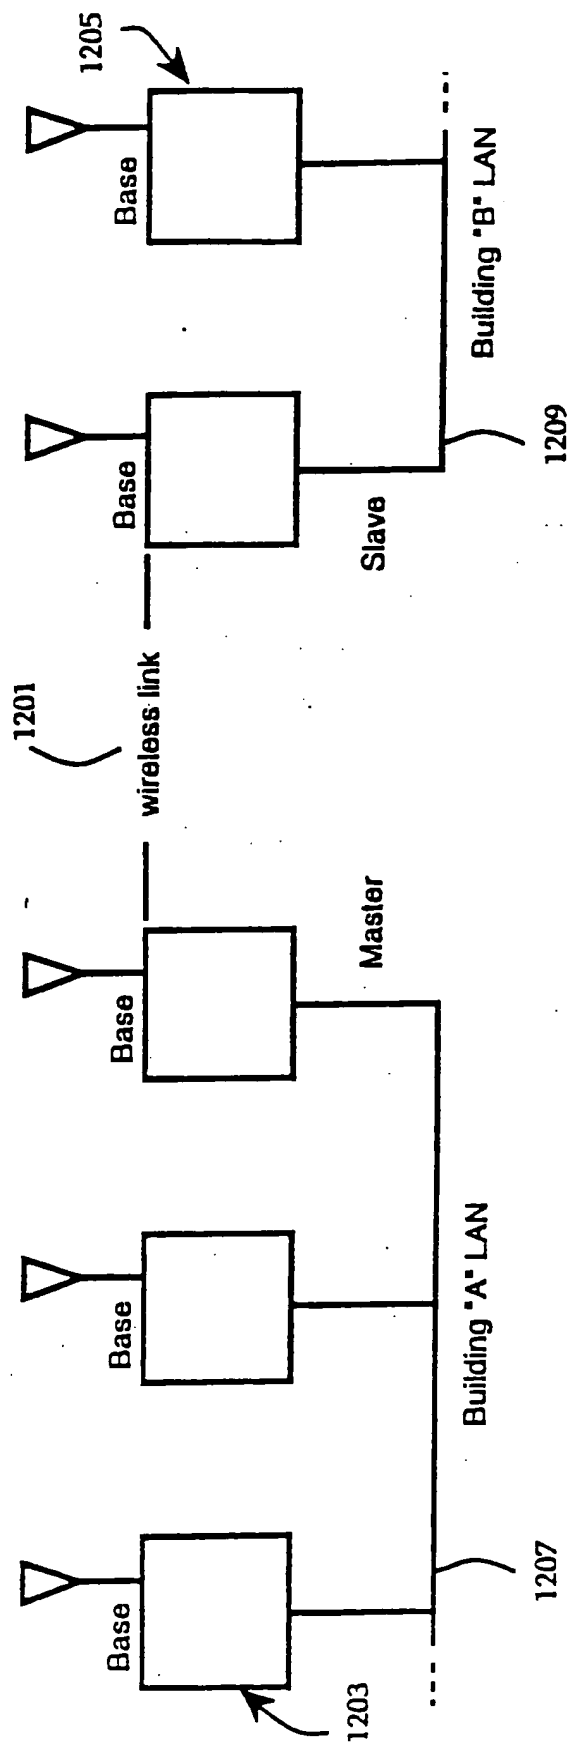 1201
1205
Base
Base
Base
Base
Base
wireless link
1203
Master
Slave
Building "A" LAN
Building "B" LAN
1207
1209